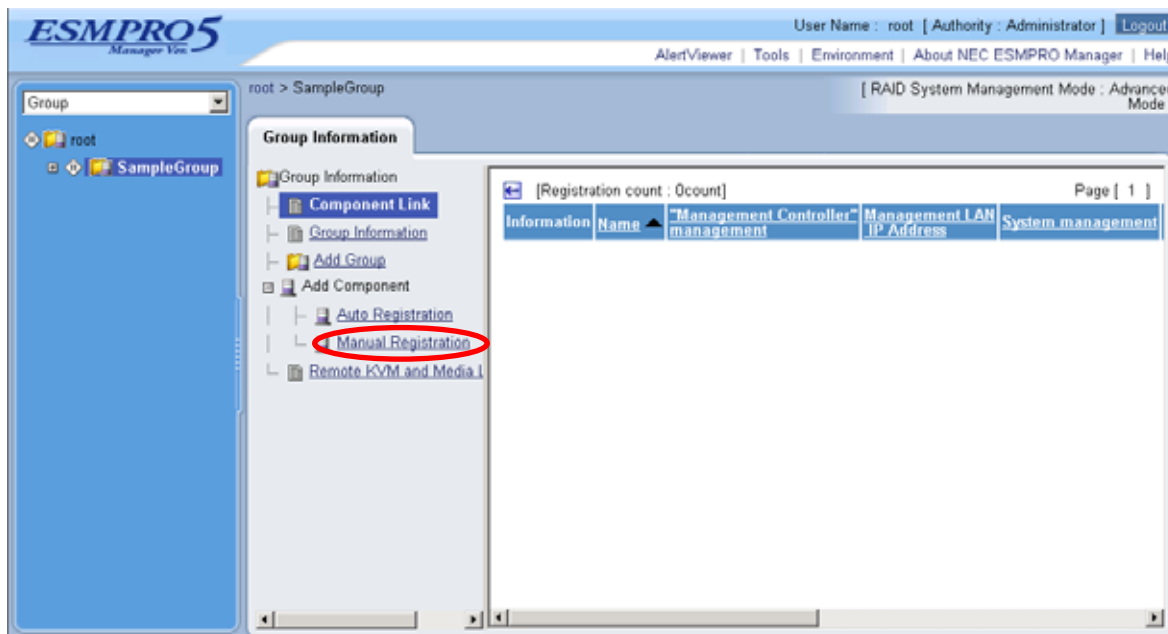 ESMPRO5
Manager Ver.
User Name : root [ Authority : Administrator ] Logout
AlertViewer | Tools | Environment | About NEC ESMPRO Manager | Hel
Group
root
SampleGroup
root > SampleGroup
[ RAID System Management Mode : Advance
Mode
Group Information
Group Information
Component Link
Group Information
Add Group
Add Component
Auto Registration
Manual Registration
Remote KVM and Media L
[Registration count : 0count]
Page [ 1 ]
Information
Name
"Management Controller"
management
Management LAN
IP Address
System management